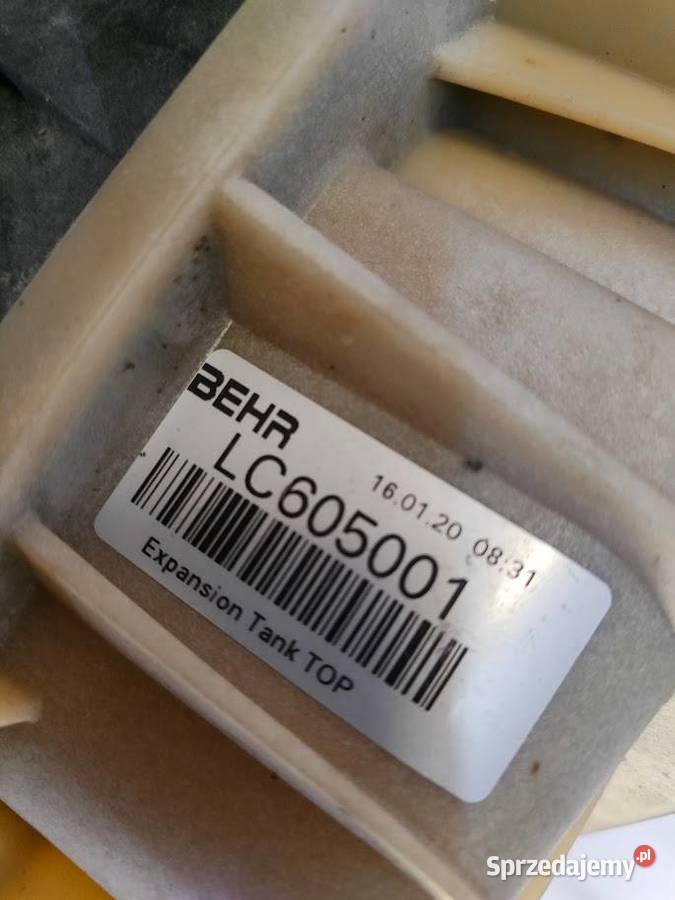 BEHR
16.01.20 08:31
LC605001
Expansion Tank TOP
Sprzedajemy.pl